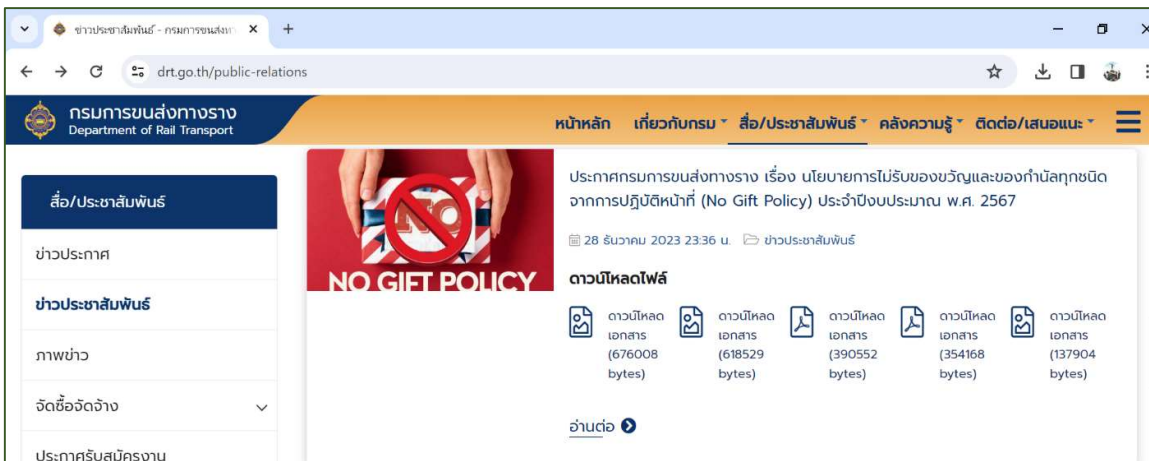 ข่าวประชาสัมพันธ์ - กรมการขนส่งทา
drt.go.th/public-relations
กรมการขนส่งทางราง
Department of Rail Transport
หน้าหลัก เกี่ยวกับกรม สื่อ/ประชาสัมพันธ์ คลังความรู้ ติดต่อ/เสนอแนะ
สื่อ/ประชาสัมพันธ์
ข่าวประกาศ
ข่าวประชาสัมพันธ์
ภาพข่าว
จัดซื้อจัดจ้าง
ประกาศรับสมัครงาน
NO
NO GIFT POLICY
ประกาศกรมการขนส่งทางราง เรื่อง นโยบายการไม่รับของขวัญและของกำนัลทุกชนิด
จากการปฏิบัติหน้าที่ (No Gift Policy) ประจำปีงบประมาณ พ.ศ. 2567
28 ธันวาคม 2023 23:36 น. ข่าวประชาสัมพันธ์
ดาวน์โหลดไฟล์
ดาวน์โหลด
เอกสาร
(676008
bytes)
ดาวน์โหลด
เอกสาร
(618529
bytes)
ดาวน์โหลด
เอกสาร
(390552
bytes)
ดาวน์โหลด
เอกสาร
(354168
bytes)
ดาวน์โหลด
เอกสาร
(137904
bytes)
อ่านต่อ